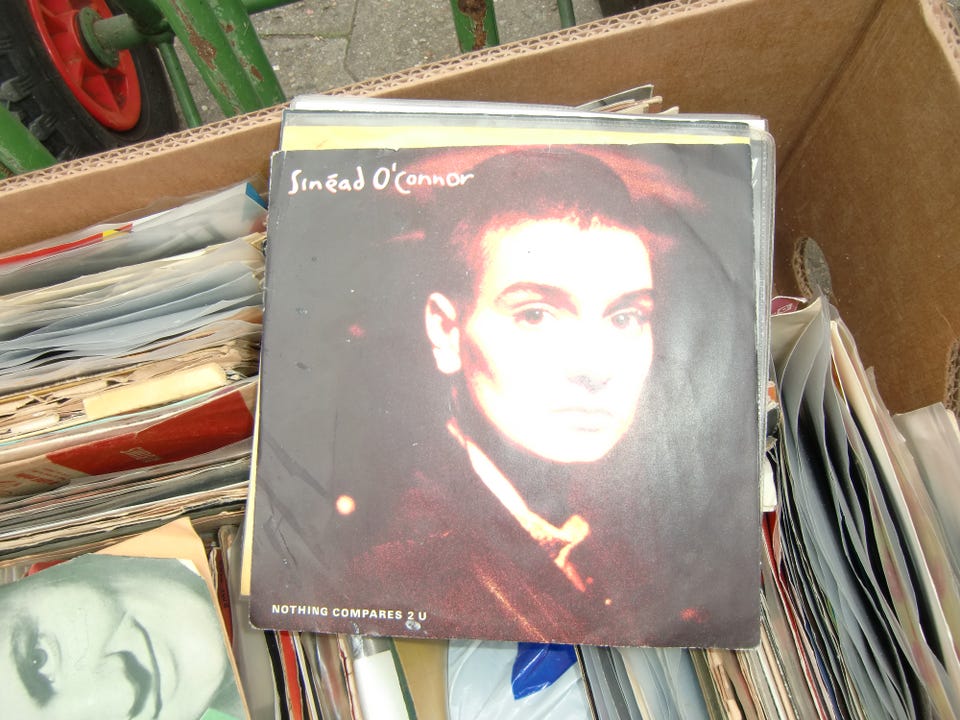 Sinéad O'Connor
NOTHING COMPARES 2 U